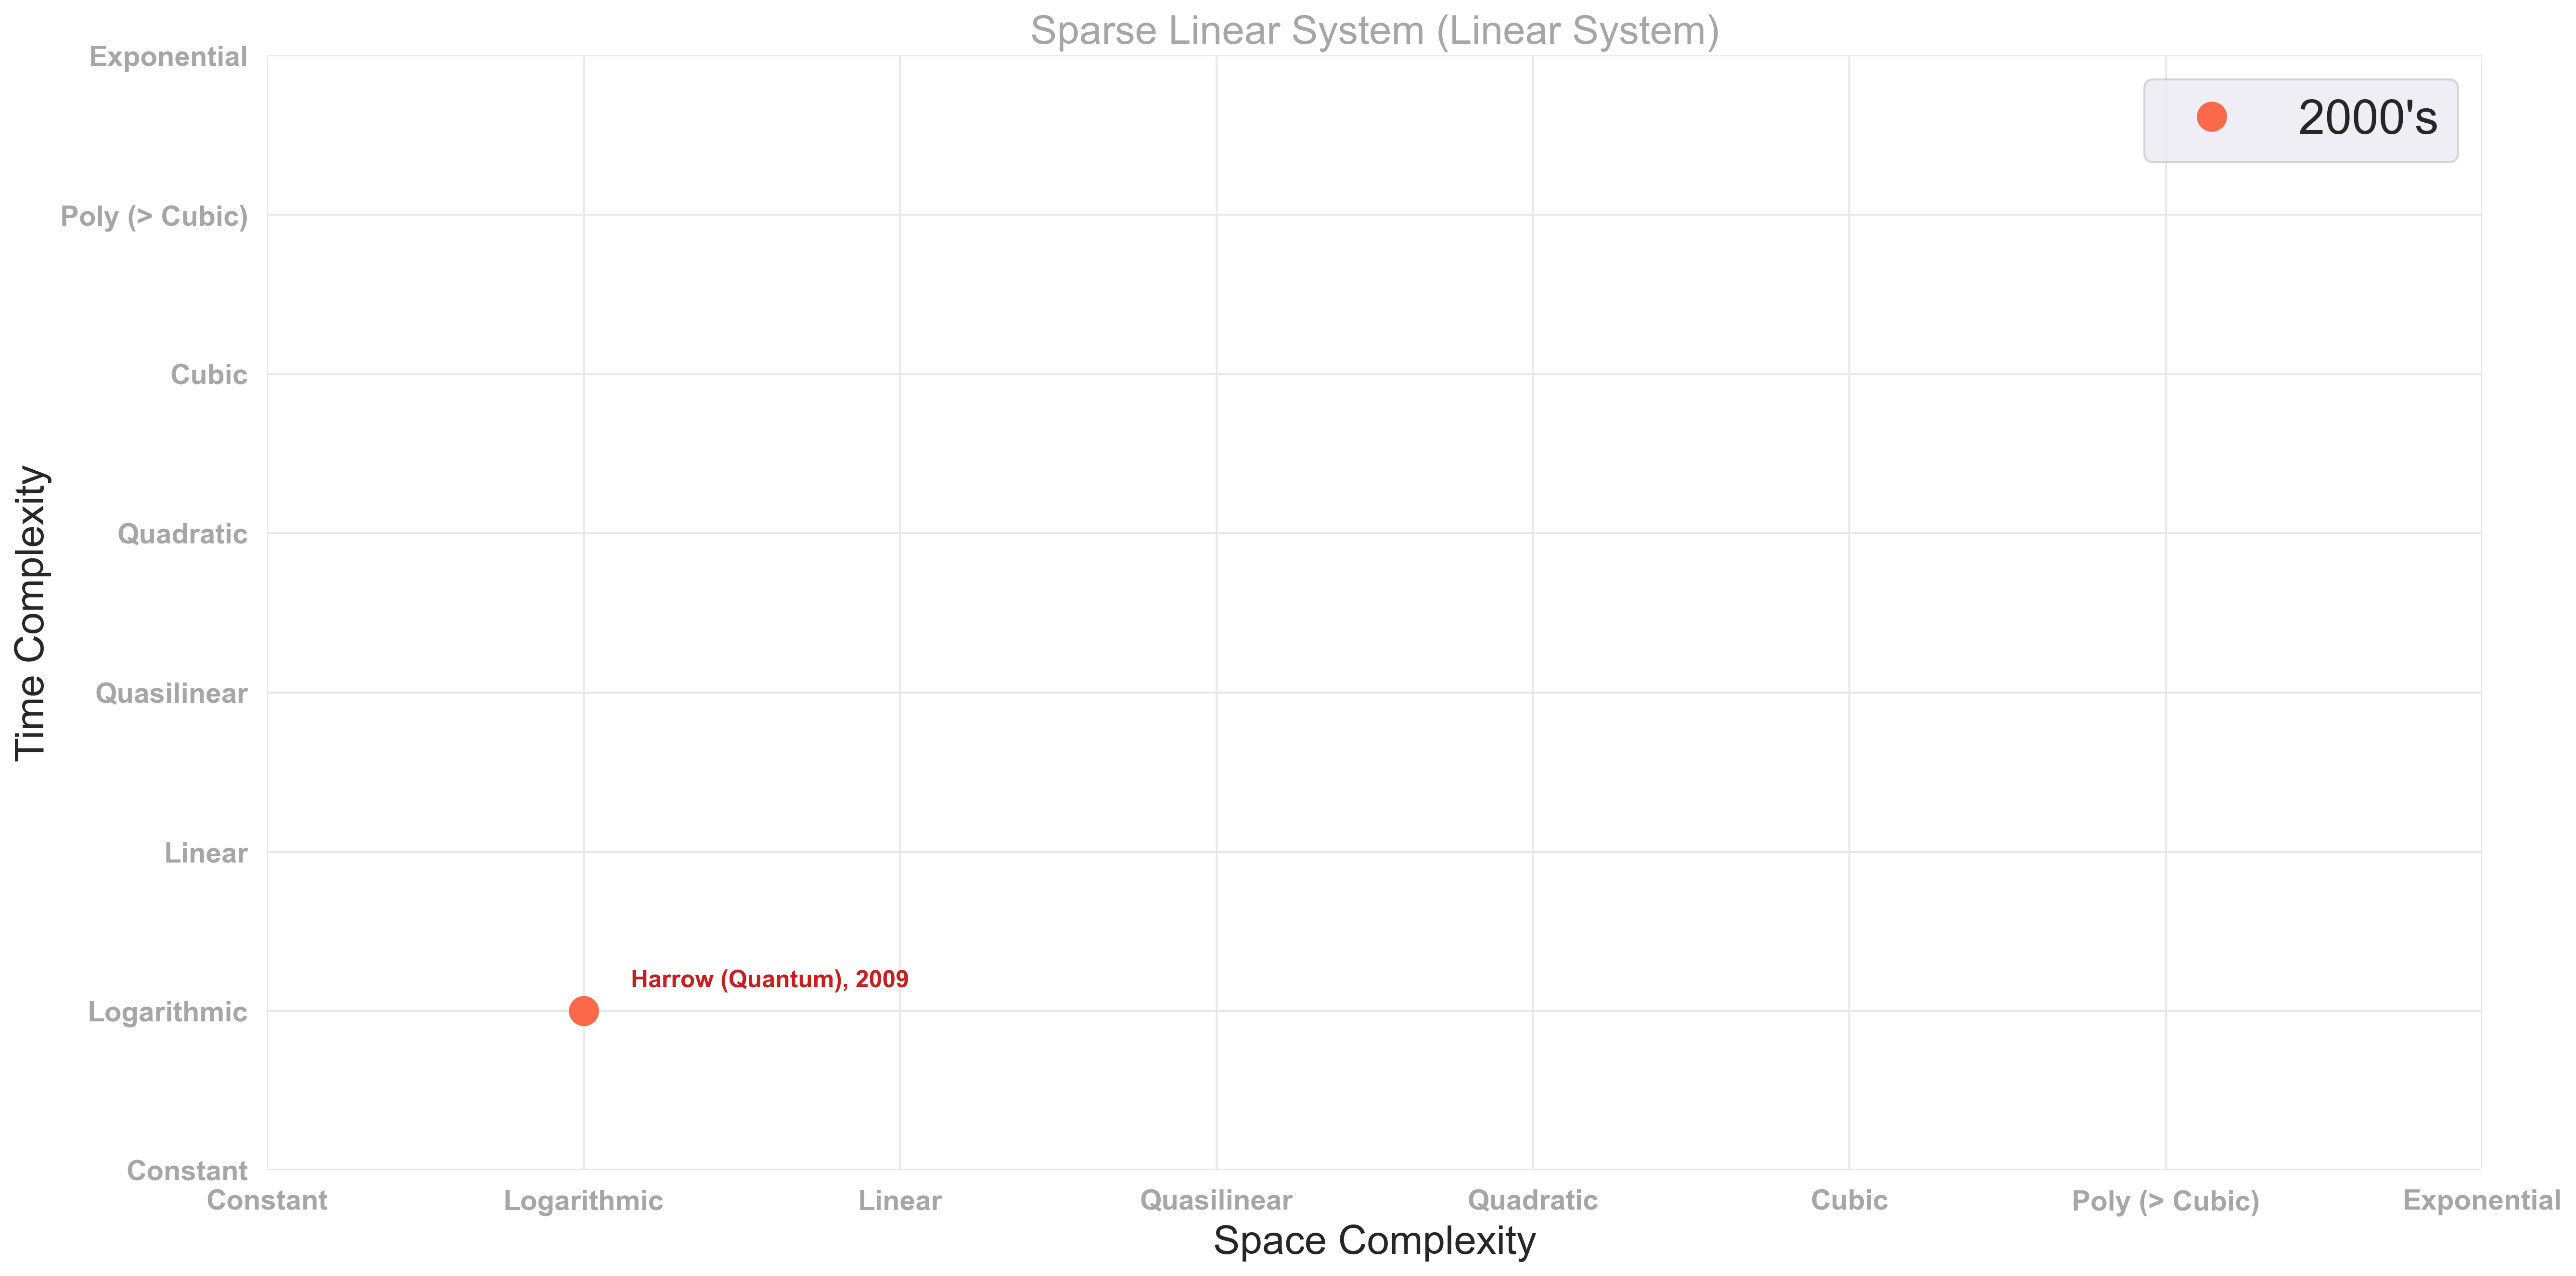 Sparse Linear System (Linear System)
2000's
Time Complexity
Exponential
Poly (> Cubic)
Cubic
Quadratic
Quasilinear
Linear
Logarithmic
Constant
Harrow (Quantum), 2009
Constant Logarithmic Linear Quasilinear Quadratic Cubic Poly (> Cubic) Exponential
Space Complexity